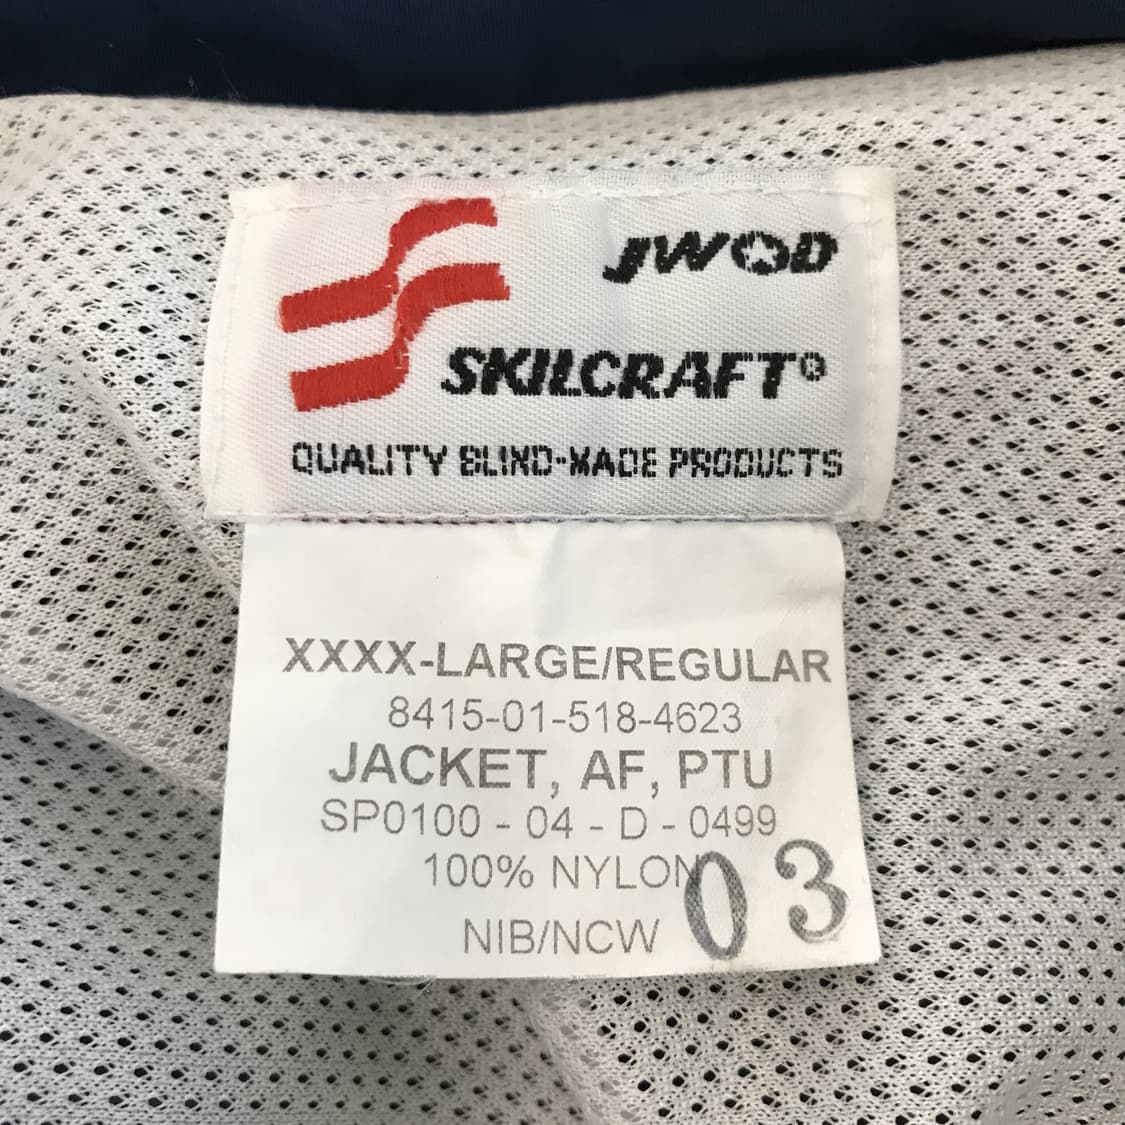 JWOD
SKILCRAFT®
QUALITY BLIND-MADE PRODUCTS
XXXX-LARGE/REGULAR
8415-01-518-4623
JACKET, AF, PTU
SP0100 - 04 - D - 0499
100% NYLON
03
NIB/NCW